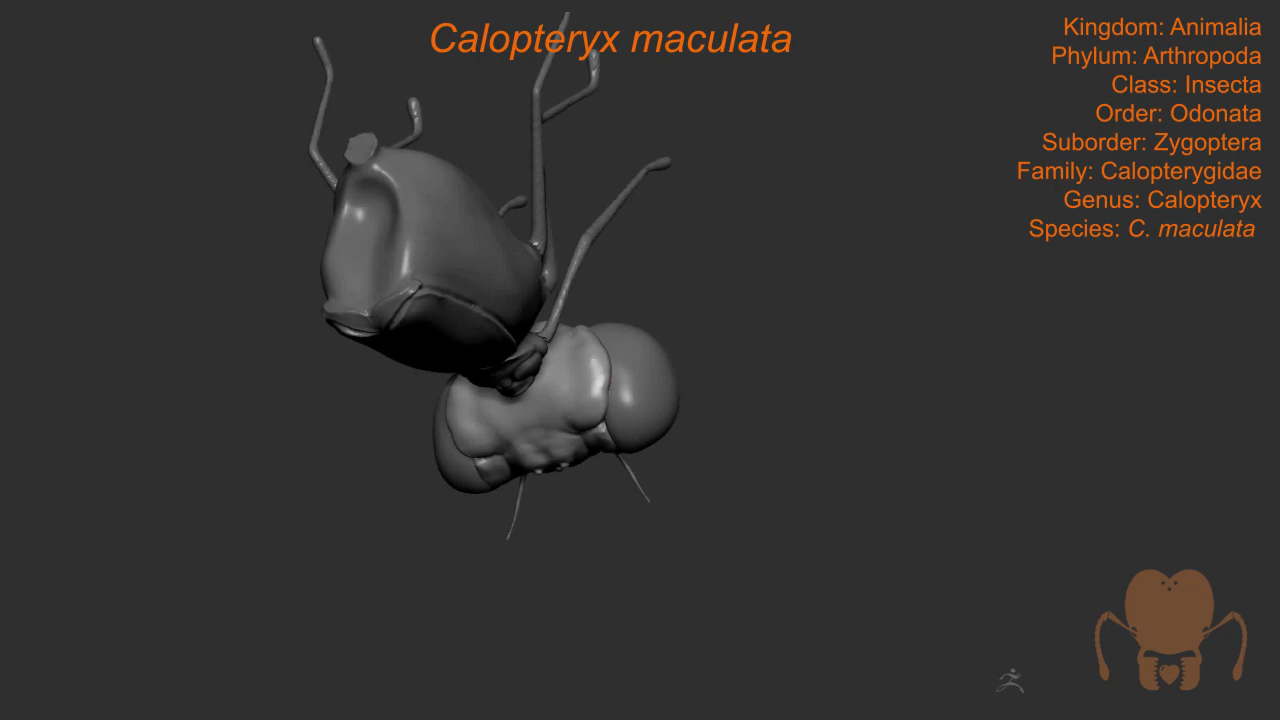 Calopteryx maculata
Kingdom: Animalia
Phylum: Arthropoda
Class: Insecta
Order: Odonata
Suborder: Zygoptera
Family: Calopterygidae
Genus: Calopteryx
Species: C. maculata